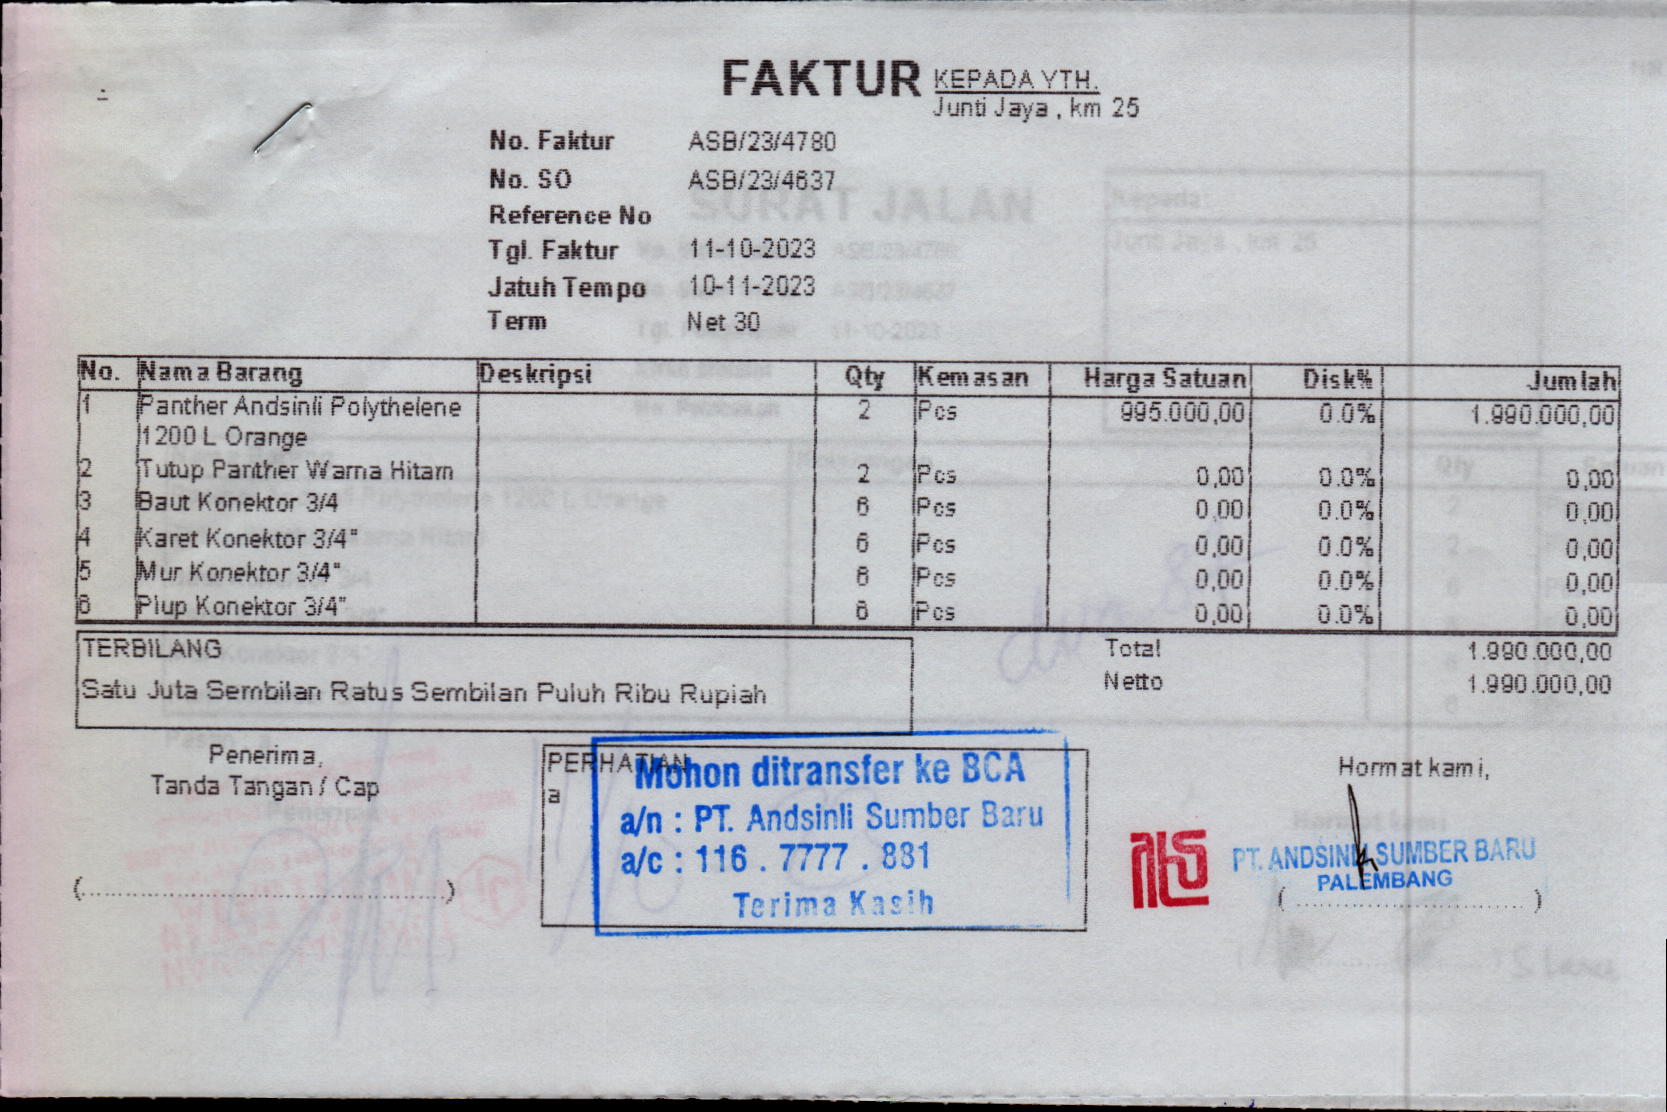 FAKTUR
KEPADA YTH.
Junti Jaya , km 25
No. Faktur ASB/23/4780
No. SO ASB/23/4637
Reference No
Tgl. Faktur 11-10-2023
Jatuh Tempo 10-11-2023
Term Net 30
SURAT JALAN
Kepada:
Junti Jaya , km 25
No. Nama Barang Deskripsi Qty Kemasan Harga Satuan Disk% Jumlah
1 Panther Andsinli Polythelene 2 Pcs 995.000,00 0.0% 1.990.000,00
1200 L Orange
2 Tutup Panther Warna Hitam 2 Pcs 0,00 0.0% 0,00
3 Baut Konektor 3/4 6 Pcs 0,00 0.0% 0,00
4 Karet Konektor 3/4" 6 Pcs 0,00 0.0% 0,00
5 Mur Konektor 3/4" 6 Pcs 0,00 0.0% 0,00
6 Plup Konektor 3/4" 6 Pcs 0,00 0.0% 0,00
TERBILANG
Satu Juta Sembilan Ratus Sembilan Puluh Ribu Rupiah
Total 1.990.000,00
Netto 1.990.000,00
Penerima,
Tanda Tangan / Cap
(..............................)
PERHATIAN
a
Mohon ditransfer ke BCA
a/n : PT. Andsinli Sumber Baru
a/c : 116 . 7777 . 881
Terima Kasih
Hormat kami,
PT. ANDSINLI SUMBER BARU
PALEMBANG
( .............................. )